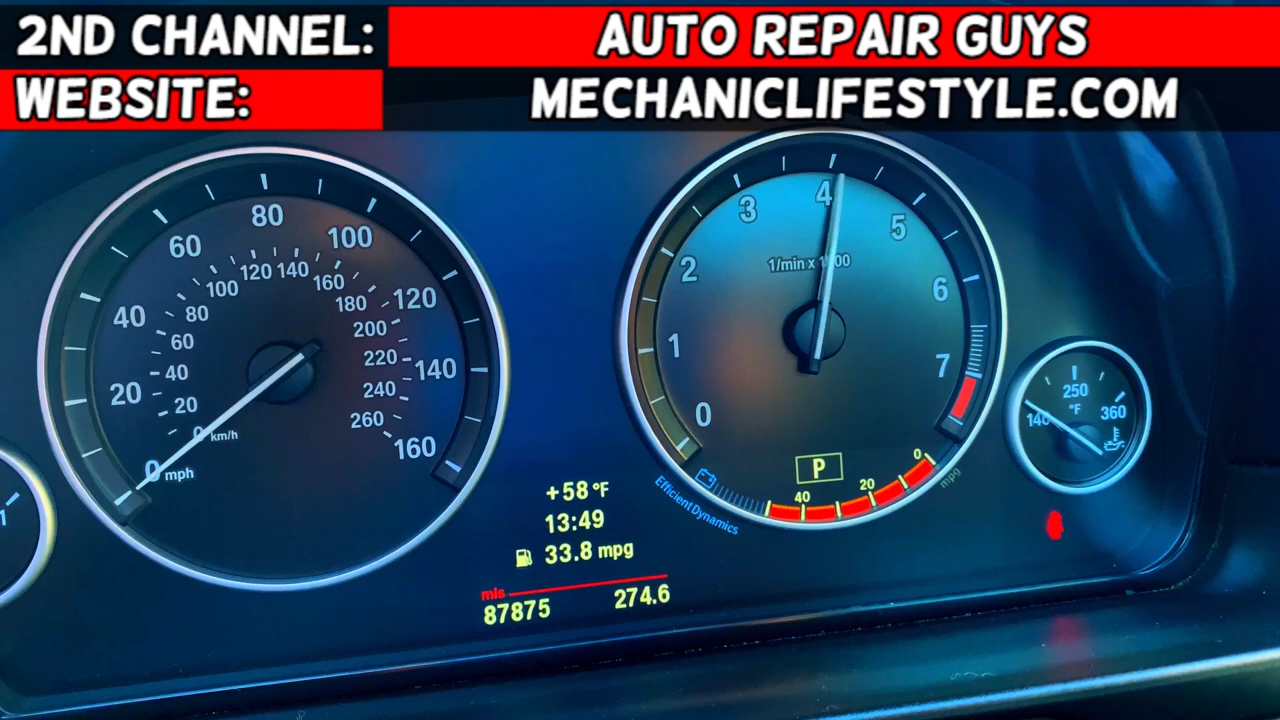 2ND CHANNEL: AUTO REPAIR GUYS
WEBSITE: MECHANICLIFESTYLE.COM
0 20 40 60 80 100 120 140 160
mph
0 20 40 60 80 100 120 140 160 180 200 220 240 260
km/h
1
0 1 2 3 4 5 6 7
P
40 20 0
mpg
EfficientDynamics
140 250 360
°F
+58 °F
13:49
33.8 mpg
mls
87875 274.6